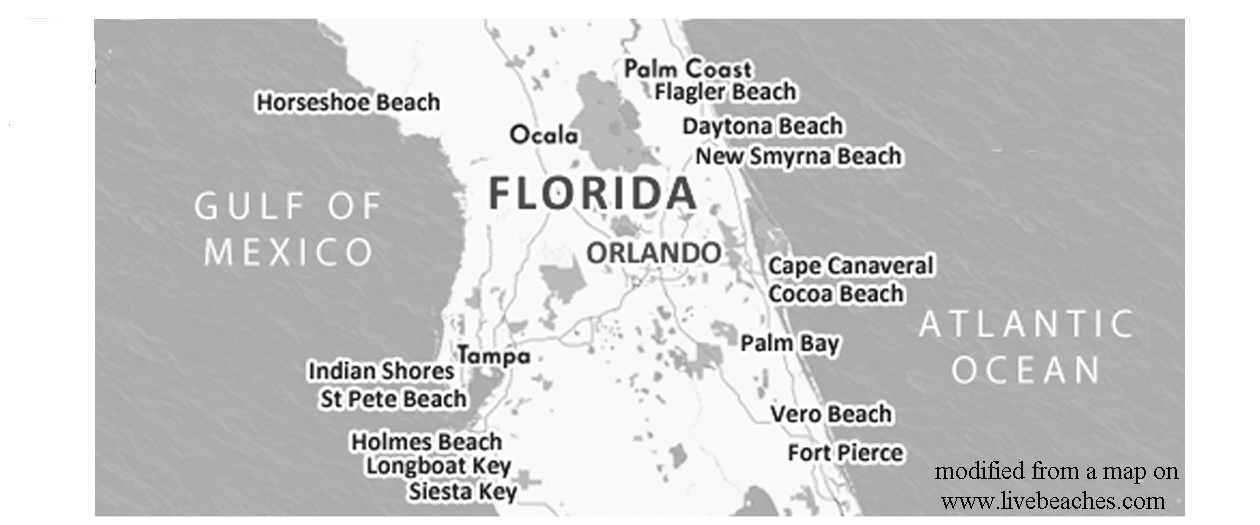 Palm Coast
Flagler Beach
Horseshoe Beach
Daytona Beach
Ocala
New Smyrna Beach
FLORIDA
GULF OF
MEXICO
ORLANDO
Cape Canaveral
Cocoa Beach
ATLANTIC
OCEAN
Palm Bay
Tampa
Indian Shores
St Pete Beach
Vero Beach
Holmes Beach
Fort Pierce
Longboat Key
Siesta Key
modified from a map on
www.livebeaches.com